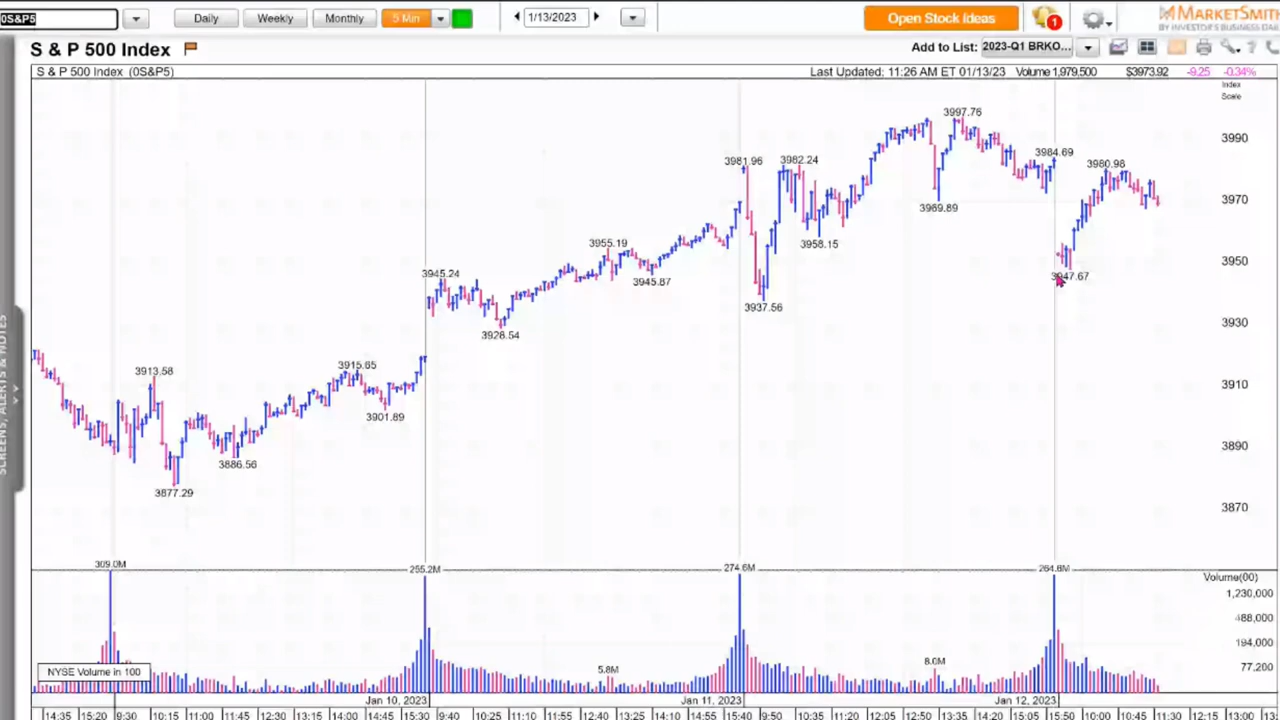 0S&P5
Daily
Weekly
Monthly
5 Min
1/13/2023
Open Stock Ideas
1
MARKETSMITH
BY INVESTOR'S BUSINESS DAIL
S & P 500 Index
Add to List: 2023-Q1 BRKO...
S & P 500 Index (0S&P5)
Last Updated: 11:26 AM ET 01/13/23 Volume 1,979,500 $3973.92 -9.25 -0.34%
Index
Scale
3997.76
3990
3981.96
3982.24
3984.69
3980.98
3969.89
3970
3958.15
3955.19
3950
3945.24
3945.87
3947.67
3937.56
3928.54
3930
3915.65
3913.58
3910
3901.89
3890
3886.56
3877.29
3870
309.0M
255.2M
274.6M
264.8M
Volume(00)
1,230,000
488,000
194,000
77,200
5.8M
8.0M
NYSE Volume in 100
SCREENS, ALERTS & NOTES
Jan 10, 2023
Jan 11, 2023
Jan 12, 2023
14:35 15:20 9:30 10:15 11:00 11:45 12:30 13:15 14:00 14:45 15:30 9:40 10:25 11:10 11:55 12:40 13:25 14:10 14:55 15:40 9:50 10:35 11:20 12:05 12:50 13:35 14:20 15:05 15:50 10:00 10:45 11:30 12:15 13:00 13: